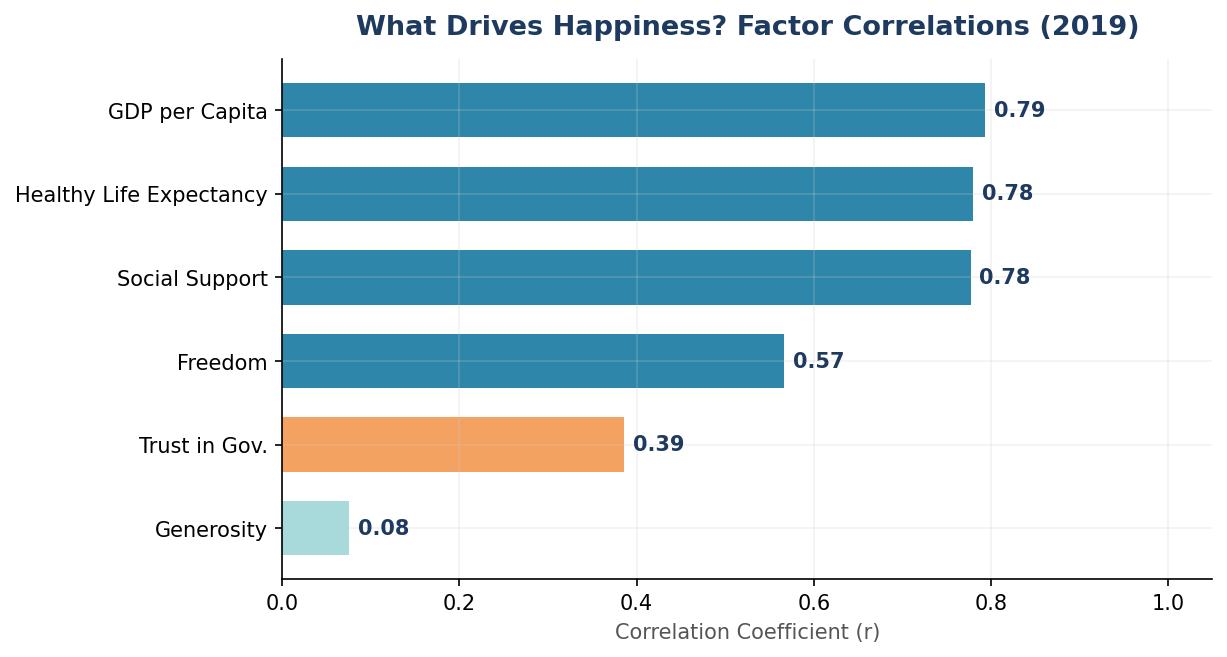 What Drives Happiness? Factor Correlations (2019)
GDP per Capita 0.79
Healthy Life Expectancy 0.78
Social Support 0.78
Freedom 0.57
Trust in Gov. 0.39
Generosity 0.08
0.0 0.2 0.4 0.6 0.8 1.0
Correlation Coefficient (r)